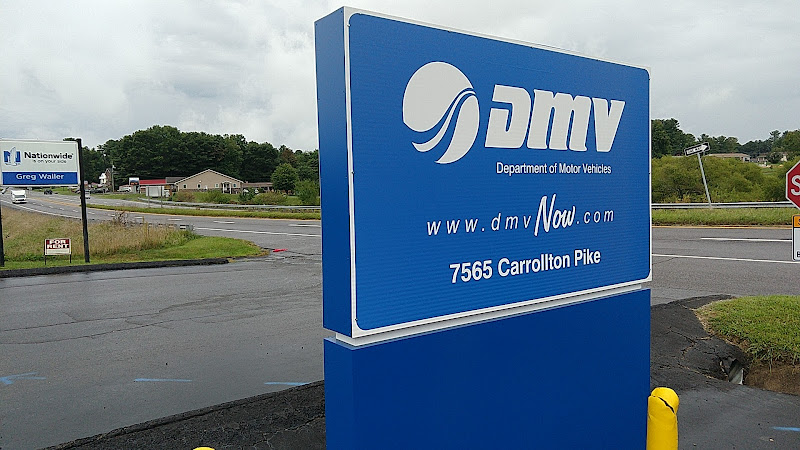 Nationwide
is on your side
Greg Waller
FOR
RENT
DMV
Department of Motor Vehicles
www.dmvNow.com
7565 Carrollton Pike